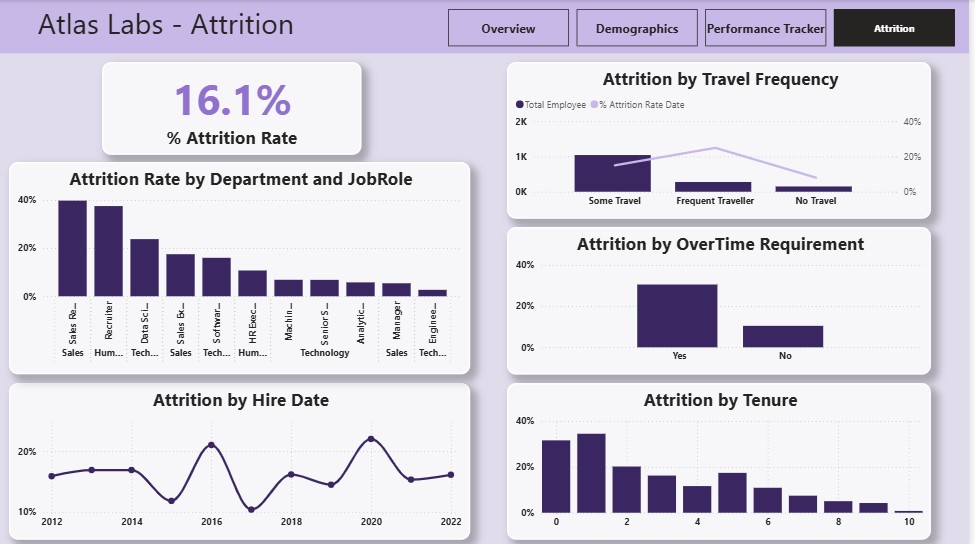 Atlas Labs - Attrition
Overview
Demographics
Performance Tracker
Attrition
16.1%
% Attrition Rate
Attrition Rate by Department and JobRole
40%
20%
0%
Sales Re...
Recruiter
Data Sci...
Sales Ex...
Softwar...
HR Exec...
Machin...
Senior S...
Analytic...
Manager
Enginee...
Sales
Hum...
Tech...
Sales
Tech...
Hum...
Technology
Sales
Tech...
Attrition by Hire Date
20%
10%
2012
2014
2016
2018
2020
2022
Attrition by Travel Frequency
Total Employee
% Attrition Rate Date
2K
1K
0K
40%
20%
0%
Some Travel
Frequent Traveller
No Travel
Attrition by OverTime Requirement
40%
20%
0%
Yes
No
Attrition by Tenure
40%
20%
0%
0
2
4
6
8
10